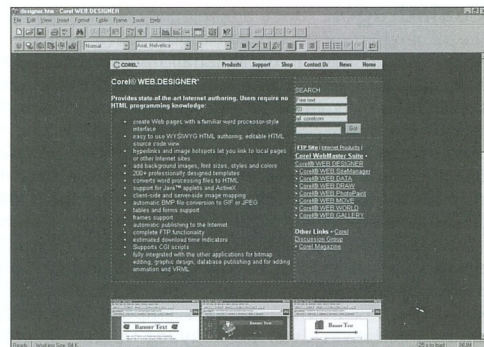 designer.htm - Corel WEB.DESIGNER
File Edit View Insert Format Table Frame Tools Help
Normal Arial, Helvetica 2
COREL Products Support Shop Contact Us News Home
Corel® WEB.DESIGNER™
Provides state of the art Internet authoring. Users require no
HTML programming knowledge:
• create Web pages with a familiar word processor-style
interface
• easy to use WYSIWYG HTML authoring; editable HTML
source code view
• hyperlinks and image hotspots let you link to local pages
or other Internet sites
• add background images, font sizes, styles and colors
• 200+ professionally designed templates
• converts word processing files to HTML
• support for Java™ applets and ActiveX
• client-side and server-side image mapping
• automatic BMP file conversion to GIF or JPEG
• tables and forms support
• frames support
• automatic publishing to the Internet
• complete FTP functionality
• estimated download time indicators
• Supports CGI scripts
• fully integrated with the other applications for bitmap
editing, graphic design, database publishing and for adding
animation and VRML
SEARCH
Free text
Go!
FTP Site | Internet Products |
Corel WebMaster Suite •
Corel® WEB.DESIGNER
• Corel® WEB.SiteManager
• Corel® WEB.DATA
• Corel® WEB.DRAW
• Corel® WEB.PhotoPaint
• Corel® WEB.MOVE
• Corel® WEB.WORLD
• Corel® WEB.GALLERY
Other Links • Corel
Discussion Group
• Corel Magazine
Banner Text
Banner Text
Banner Text
Ready NUM